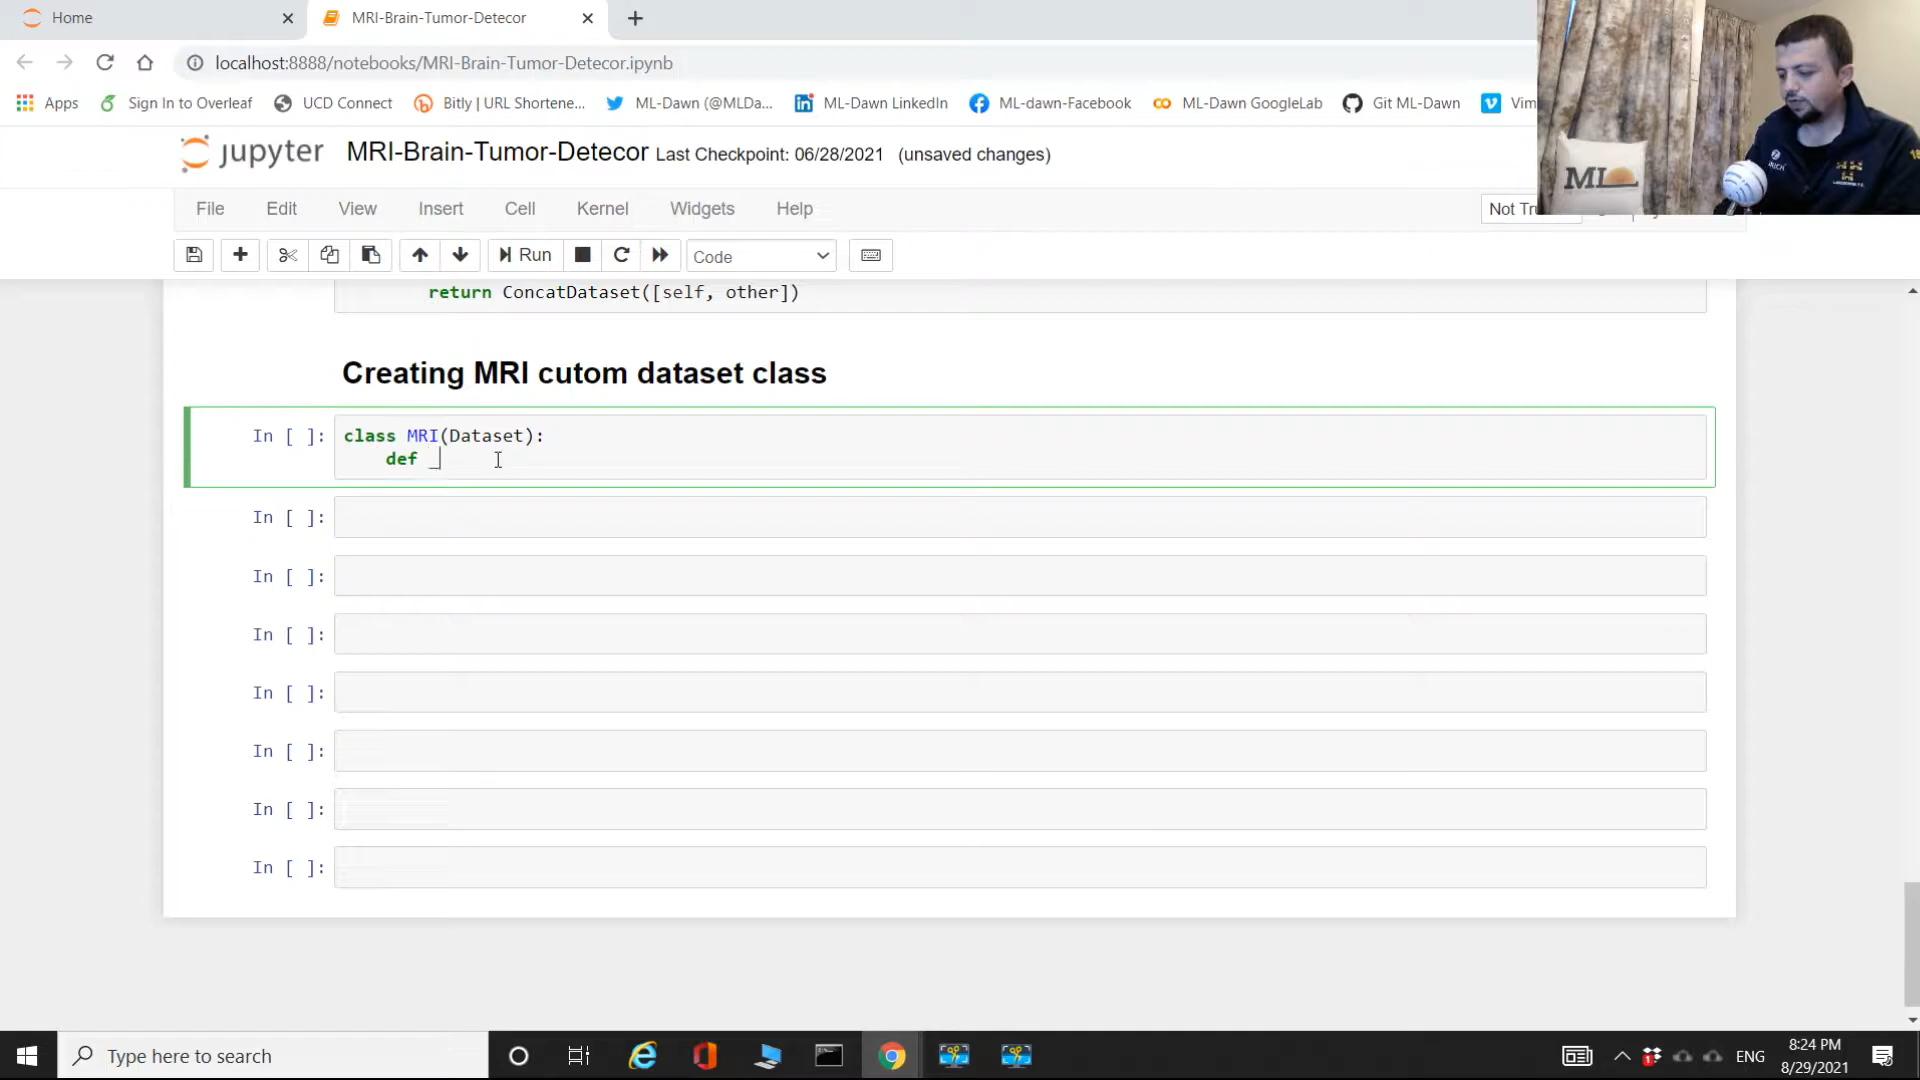 Home
MRI-Brain-Tumor-Detecor
localhost:8888/notebooks/MRI-Brain-Tumor-Detecor.ipynb
Apps Sign In to Overleaf UCD Connect Bitly | URL Shortene... ML-Dawn (@MLDa... ML-Dawn LinkedIn ML-dawn-Facebook ML-Dawn GoogleLab Git ML-Dawn Vim
jupyter MRI-Brain-Tumor-Detecor Last Checkpoint: 06/28/2021 (unsaved changes)
File Edit View Insert Cell Kernel Widgets Help Not Tru
Run Code
return ConcatDataset([self, other])
Creating MRI cutom dataset class
In [ ]: class MRI(Dataset):
def _
In [ ]:
In [ ]:
In [ ]:
In [ ]:
In [ ]:
In [ ]:
In [ ]:
Type here to search
ENG
8:24 PM
8/29/2021
ML